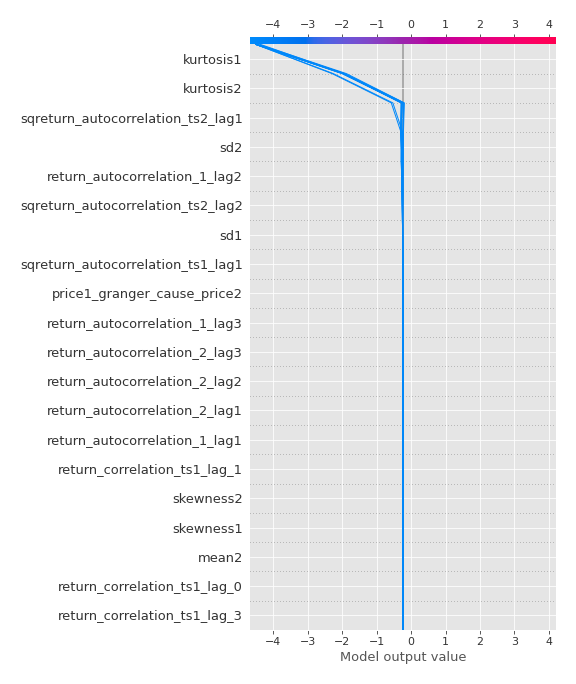 −4 −3 −2 −1 0 1 2 3 4
kurtosis1
kurtosis2
sqreturn_autocorrelation_ts2_lag1
sd2
return_autocorrelation_1_lag2
sqreturn_autocorrelation_ts2_lag2
sd1
sqreturn_autocorrelation_ts1_lag1
price1_granger_cause_price2
return_autocorrelation_1_lag3
return_autocorrelation_2_lag3
return_autocorrelation_2_lag2
return_autocorrelation_2_lag1
return_autocorrelation_1_lag1
return_correlation_ts1_lag_1
skewness2
skewness1
mean2
return_correlation_ts1_lag_0
return_correlation_ts1_lag_3
−4 −3 −2 −1 0 1 2 3 4
Model output value